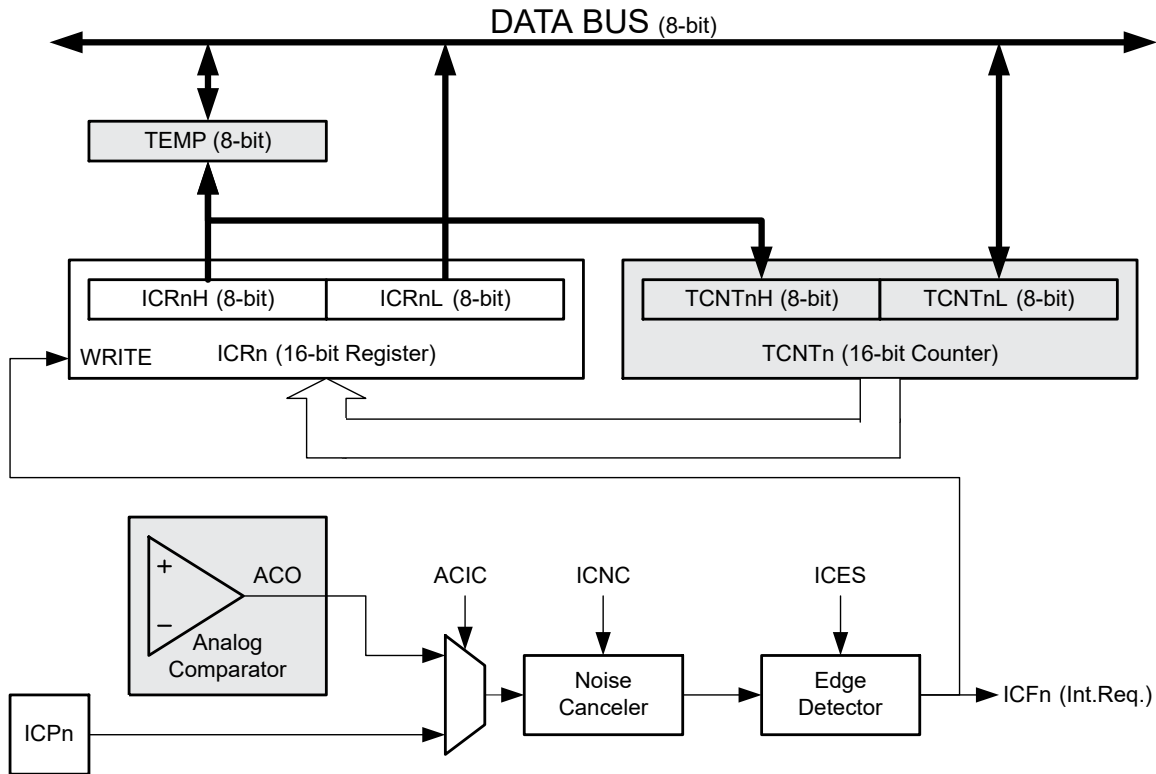 DATA BUS (8-bit)
TEMP (8-bit)
ICRnH (8-bit)
ICRnL (8-bit)
TCNTnH (8-bit)
TCNTnL (8-bit)
WRITE
ICRn (16-bit Register)
TCNTn (16-bit Counter)
+
−
ACO
Analog
Comparator
ACIC
ICNC
ICES
Noise
Canceler
Edge
Detector
ICFn (Int.Req.)
ICPn